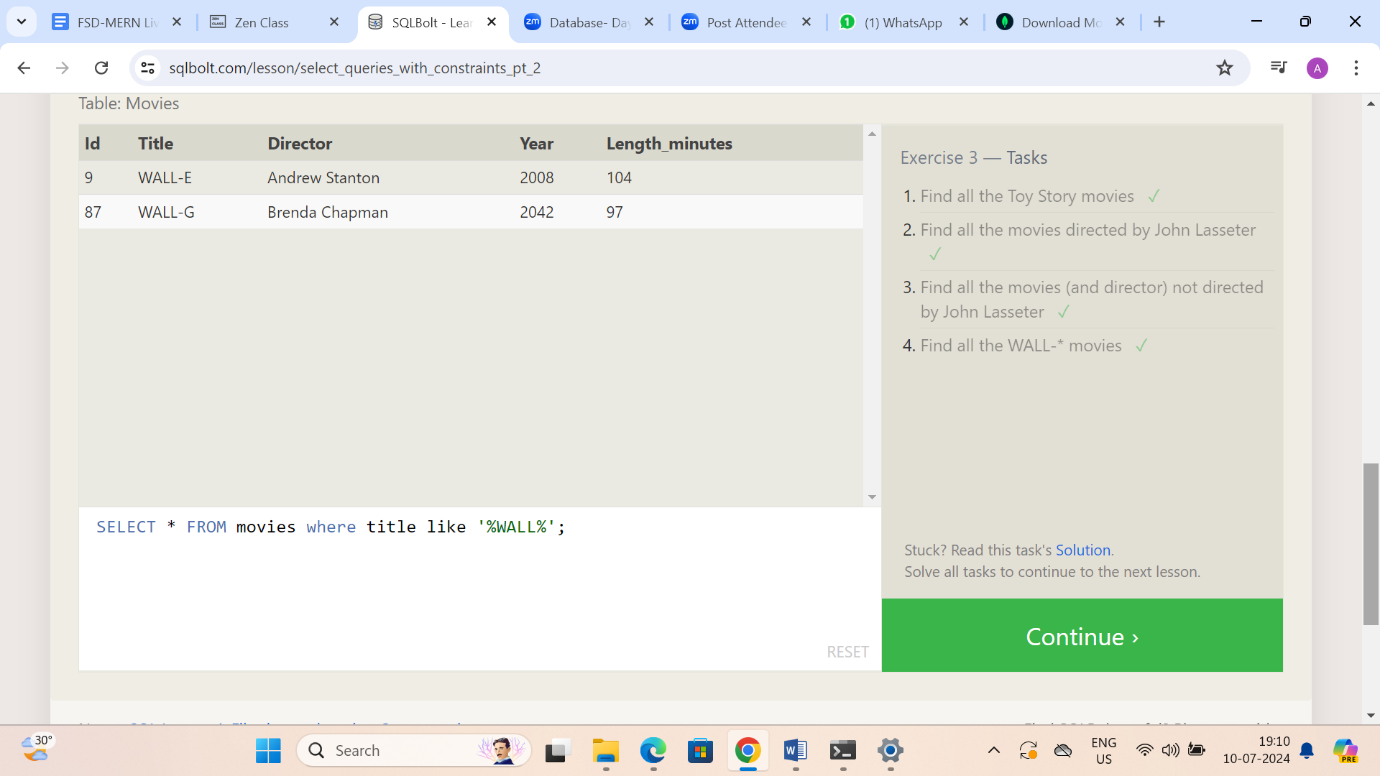 FSD-MERN Liv
Zen Class
SQLBolt - Lear
Database- Day
Post Attendee
(1) WhatsApp
Download Mo
sqlbolt.com/lesson/select_queries_with_constraints_pt_2
A
Table: Movies
Id Title Director Year Length_minutes
9 WALL-E Andrew Stanton 2008 104
87 WALL-G Brenda Chapman 2042 97
SELECT * FROM movies where title like '%WALL%';
RESET
Exercise 3 — Tasks
1. Find all the Toy Story movies ✓
2. Find all the movies directed by John Lasseter
✓
3. Find all the movies (and director) not directed
by John Lasseter ✓
4. Find all the WALL-* movies ✓
Stuck? Read this task's Solution.
Solve all tasks to continue to the next lesson.
Continue ›
30°
Search
ENG
US
19:10
10-07-2024
PRE